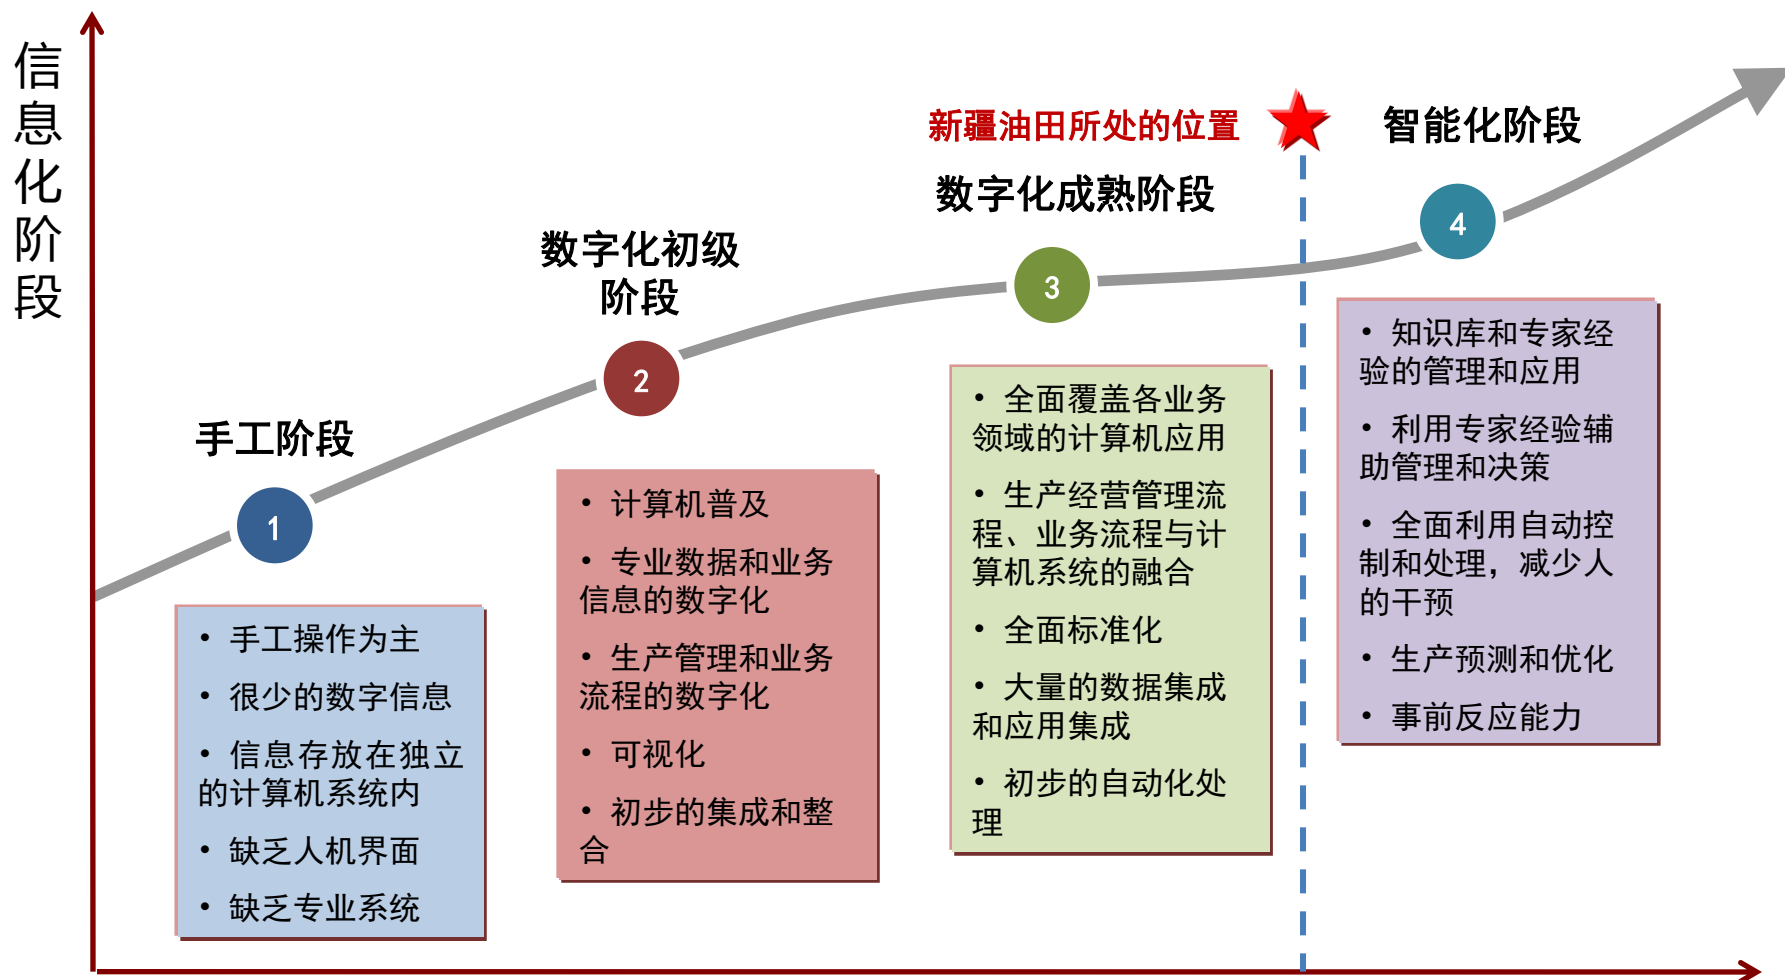 信息化阶段
新疆油田所处的位置
智能化阶段
数字化成熟阶段
数字化初级
阶段
手工阶段
1
2
3
4
• 手工操作为主
• 很少的数字信息
• 信息存放在独立
的计算机系统内
• 缺乏人机界面
• 缺乏专业系统
• 计算机普及
• 专业数据和业务
信息的数字化
• 生产管理和业务
流程的数字化
• 可视化
• 初步的集成和整
合
• 全面覆盖各业务
领域的计算机应用
• 生产经营管理流
程、业务流程与计
算机系统的融合
• 全面标准化
• 大量的数据集成
和应用集成
• 初步的自动化处
理
• 知识库和专家经
验的管理和应用
• 利用专家经验辅
助管理和决策
• 全面利用自动控
制和处理，减少人
的干预
• 生产预测和优化
• 事前反应能力